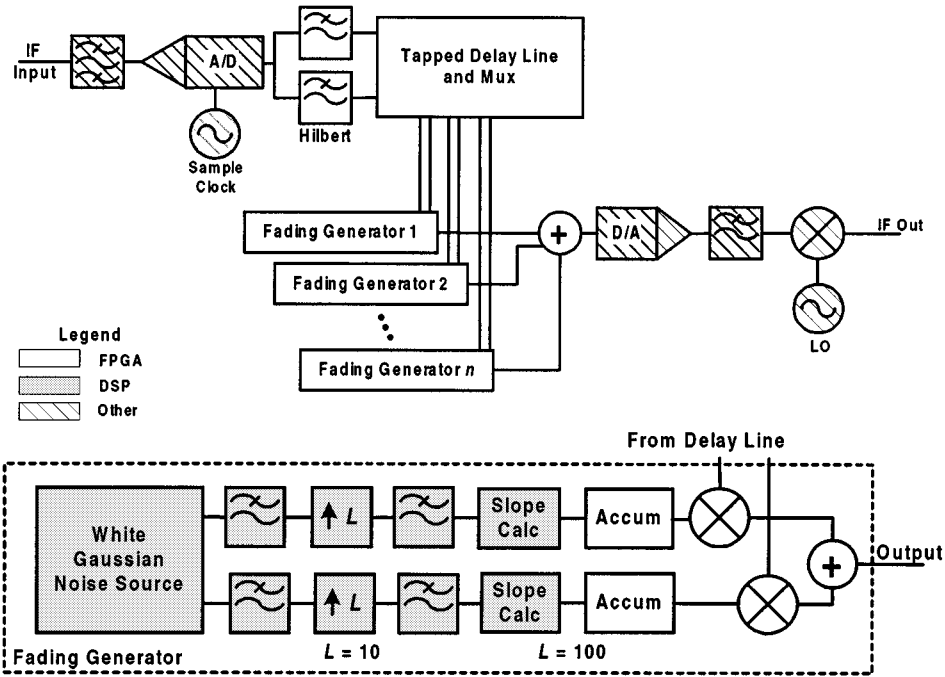 IF
Input
A/D
Sample
Clock
Hilbert
Tapped Delay Line
and Mux
Fading Generator 1
Fading Generator 2
Fading Generator n
+
D/A
IF Out
LO
Legend
FPGA
DSP
Other
From Delay Line
White
Gaussian
Noise Source
↑ L
Slope
Calc
Accum
↑ L
Slope
Calc
Accum
+
Output
L = 10
L = 100
Fading Generator